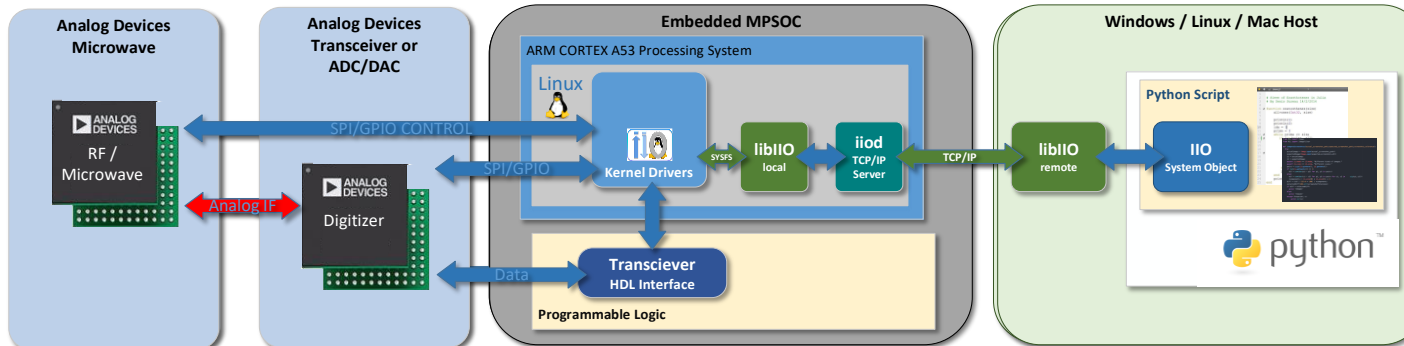 Analog Devices
Microwave
ANALOG
DEVICES
RF /
Microwave
Analog Devices
Transceiver or
ADC/DAC
ANALOG
DEVICES
Digitizer
SPI/GPIO CONTROL
SPI/GPIO
Analog IF
Data
Embedded MPSOC
ARM CORTEX A53 Processing System
Linux
Kernel Drivers
SYSFS
libIIO
local
iiod
TCP/IP
Server
Transciever
HDL Interface
Programmable Logic
TCP/IP
Windows / Linux / Mac Host
libIIO
remote
Python Script
IIO
System Object
python™